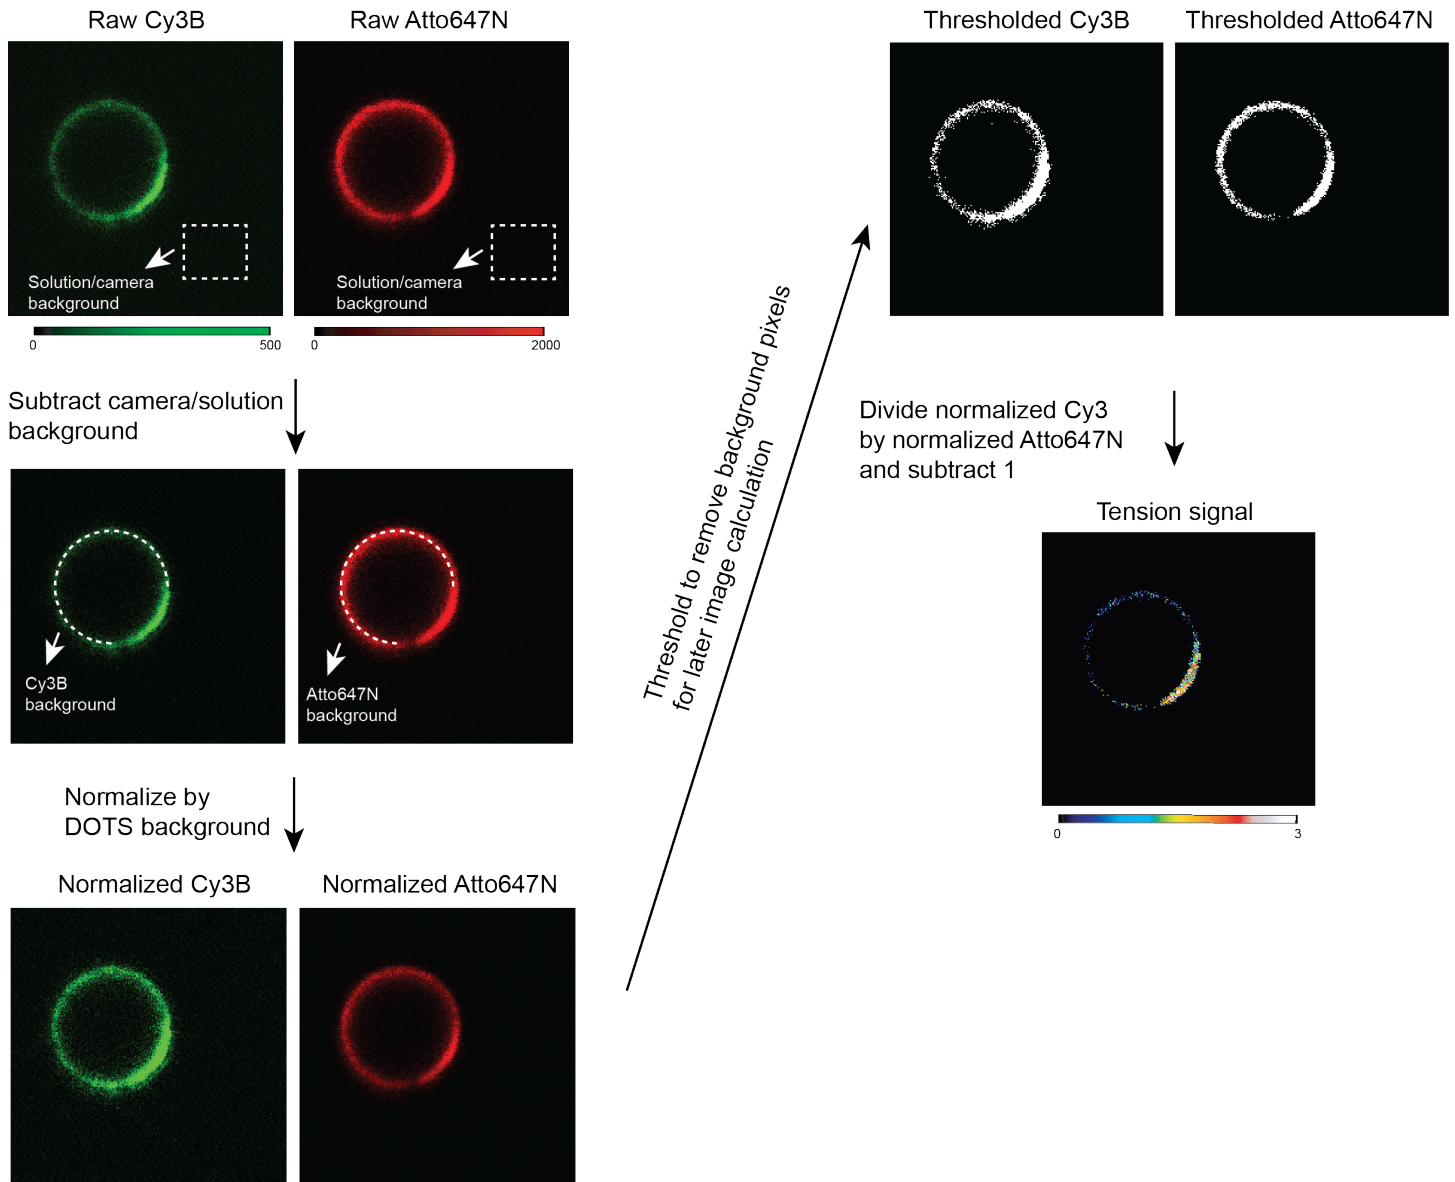 Raw Cy3B
Raw Atto647N
Solution/camera
background
Solution/camera
background
0
500
0
2000
Subtract camera/solution
background
Cy3B
background
Atto647N
background
Normalize by
DOTS background
Normalized Cy3B
Normalized Atto647N
Threshold to remove background pixels
for later image calculation
Thresholded Cy3B
Thresholded Atto647N
Divide normalized Cy3
by normalized Atto647N
and subtract 1
Tension signal
0
3